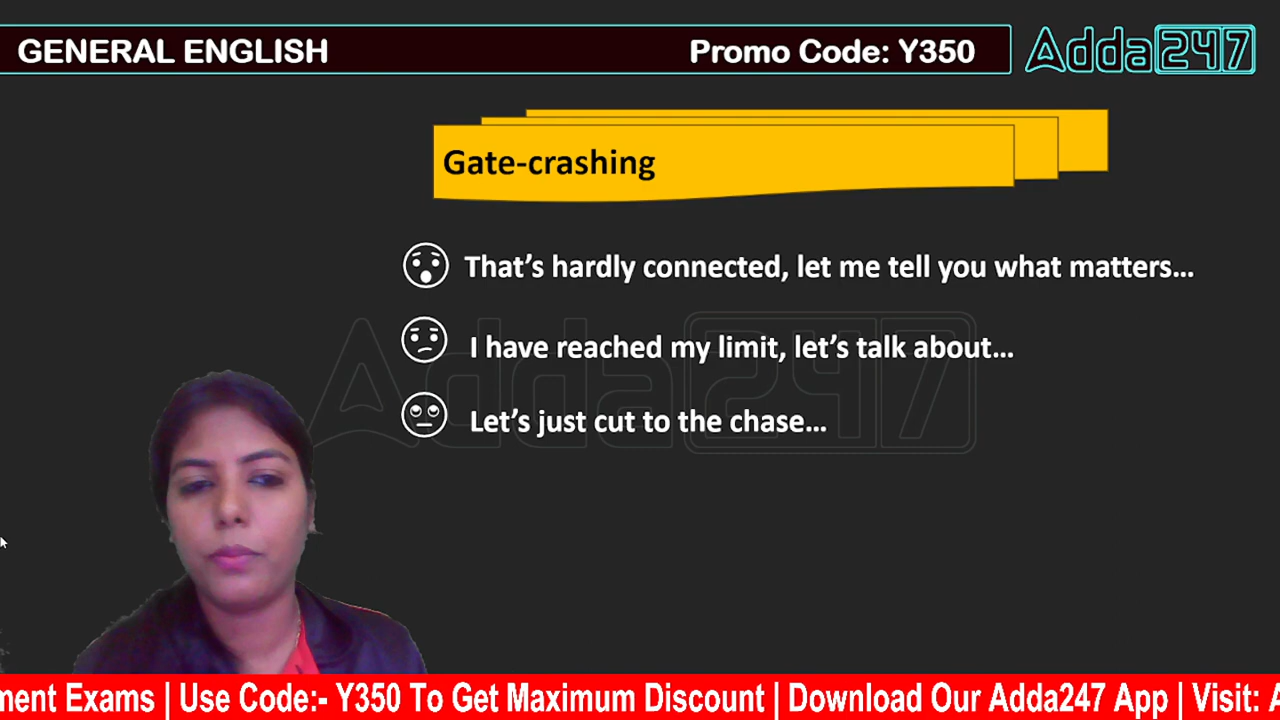 GENERAL ENGLISH
Promo Code: Y350
Adda247
Gate-crashing
That's hardly connected, let me tell you what matters...
I have reached my limit, let's talk about...
Let's just cut to the chase...
Adda247
ment Exams | Use Code:- Y350 To Get Maximum Discount | Download Our Adda247 App | Visit: A